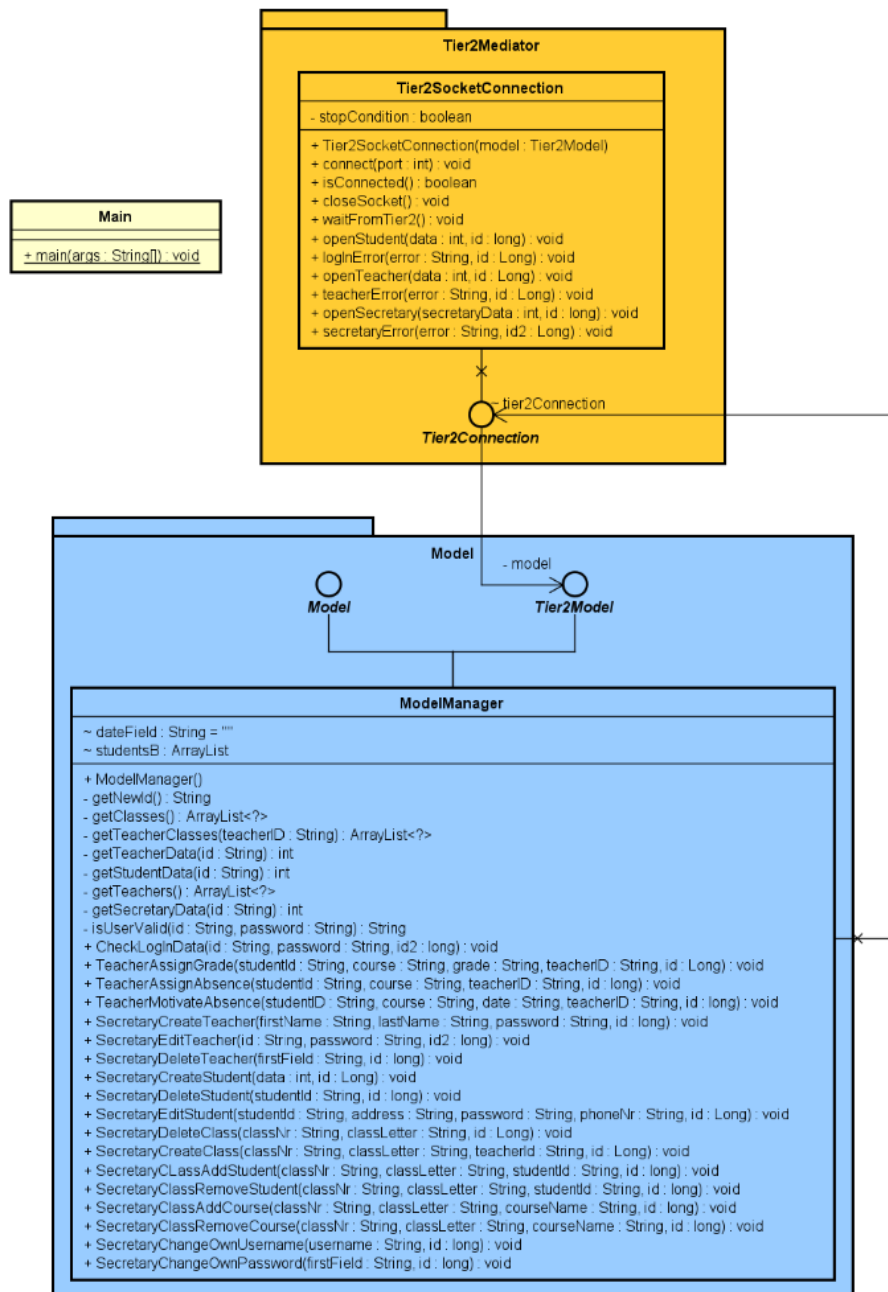 Tier2Mediator
Tier2SocketConnection
- stopCondition : boolean
+ Tier2SocketConnection(model : Tier2Model)
+ connect(port : int) : void
+ isConnected() : boolean
+ closeSocket() : void
+ waitFromTier2() : void
+ openStudent(data : int, id : long) : void
+ logInError(error : String, id : Long) : void
+ openTeacher(data : int, id : Long) : void
+ teacherError(error : String, id : Long) : void
+ openSecretary(secretaryData : int, id : long) : void
+ secretaryError(error : String, id2 : Long) : void
Main
+ main(args : String[]) : void
- tier2Connection
Tier2Connection
Model
- model
Model
Tier2Model
ModelManager
~ dateField : String = ""
~ studentsB : ArrayList
+ ModelManager()
- getNewId() : String
- getClasses() : ArrayList<?>
- getTeacherClasses(teacherID : String) : ArrayList<?>
- getTeacherData(id : String) : int
- getStudentData(id : String) : int
- getTeachers() : ArrayList<?>
- getSecretaryData(id : String) : int
- isUserValid(id : String, password : String) : String
+ CheckLogInData(id : String, password : String, id2 : long) : void
+ TeacherAssignGrade(studentId : String, course : String, grade : String, teacherID : String, id : Long) : void
+ TeacherAssignAbsence(studentId : String, course : String, teacherID : String, id : long) : void
+ TeacherMotivateAbsence(studentID : String, course : String, date : String, teacherID : String, id : long) : void
+ SecretaryCreateTeacher(firstName : String, lastName : String, password : String, id : long) : void
+ SecretaryEditTeacher(id : String, password : String, id2 : long) : void
+ SecretaryDeleteTeacher(firstField : String, id : long) : void
+ SecretaryCreateStudent(data : int, id : Long) : void
+ SecretaryDeleteStudent(studentId : String, id : long) : void
+ SecretaryEditStudent(studentId : String, address : String, password : String, phoneNr : String, id : Long) : void
+ SecretaryDeleteClass(classNr : String, classLetter : String, id : Long) : void
+ SecretaryCreateClass(classNr : String, classLetter : String, teacherId : String, id : Long) : void
+ SecretaryCLassAddStudent(classNr : String, classLetter : String, studentId : String, id : long) : void
+ SecretaryClassRemoveStudent(classNr : String, classLetter : String, studentId : String, id : long) : void
+ SecretaryClassAddCourse(classNr : String, classLetter : String, courseName : String, id : long) : void
+ SecretaryClassRemoveCourse(classNr : String, classLetter : String, courseName : String, id : long) : void
+ SecretaryChangeOwnUsername(username : String, id : long) : void
+ SecretaryChangeOwnPassword(firstField : String, id : long) : void